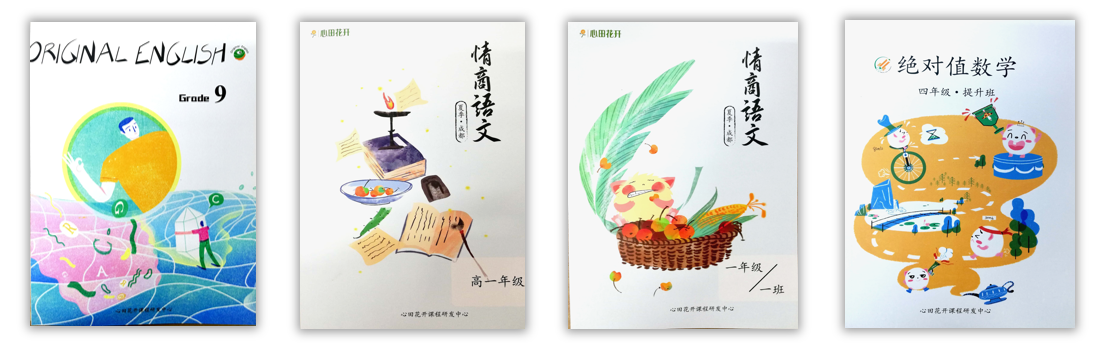 ORIGINAL ENGLISH
Grade 9
R
G
C
A
C
心田花开课程研发中心
心田花开
情商语文
夏季·成都
高一年级
心田花开课程研发中心
心田花开
情商语文
夏季·成都
一年级
一班
心田花开课程研发中心
绝对值数学
四年级·提升班
心田花开课程研发中心